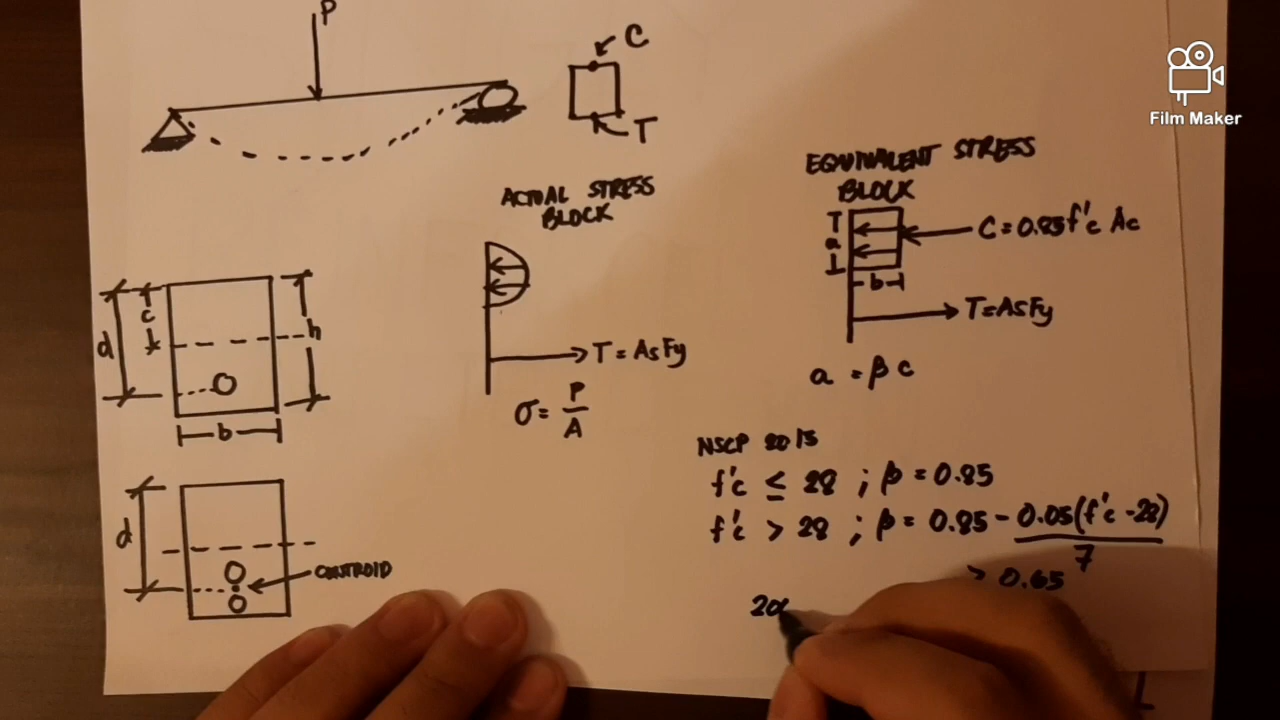 P
C
T
Film Maker
ACTUAL STRESS
BLOCK
T = AsFy
σ = P/A
EQUIVALENT STRESS
BLOCK
a
b
C = 0.85f'c Ac
T = AsFy
a = β c
d
c
h
b
d
CENTROID
NSCP 2015
f'c ≤ 28 ; β = 0.85
f'c > 28 ; β = 0.85 - 0.05(f'c - 28)/7
> 0.65